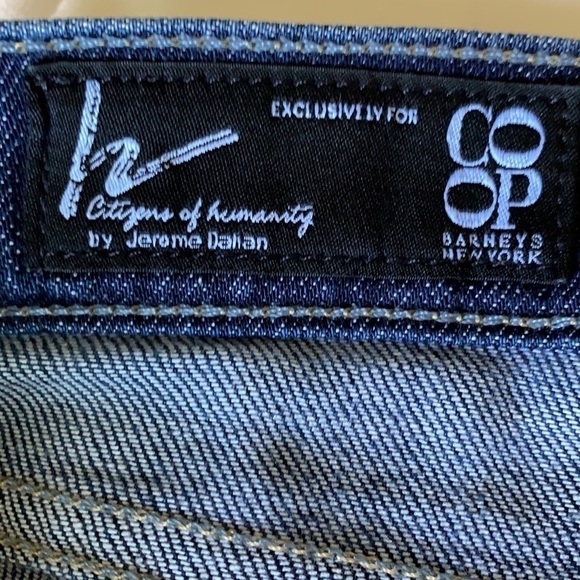 EXCLUSIVELY FOR
CO
OP
BARNEYS
NEW YORK
h
Citizens of humanity
by Jerome Dahan